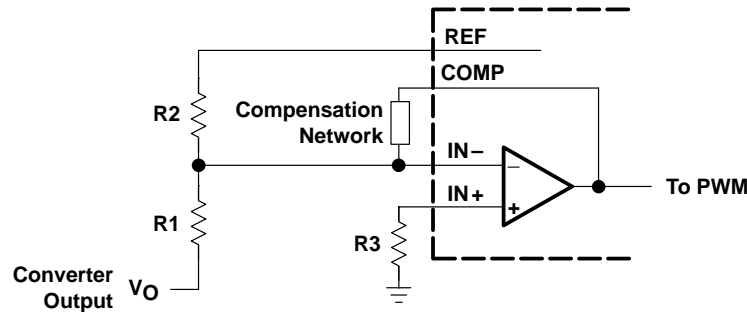 REF
COMP
R2
Compensation
Network
IN−
−
To PWM
IN+
+
R1
R3
Converter
Output
VO